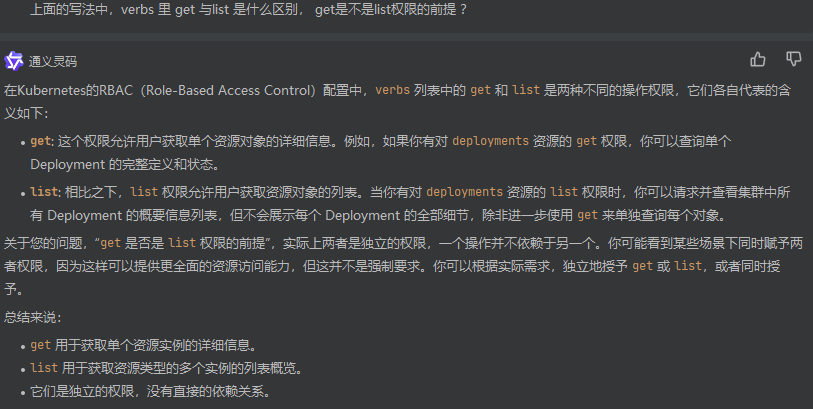 上面的写法中，verbs 里 get 与list 是什么区别， get是不是list权限的前提？
通义灵码
在Kubernetes的RBAC（Role-Based Access Control）配置中，verbs 列表中的 get 和 list 是两种不同的操作权限，它们各自代表的含
义如下：
• get: 这个权限允许用户获取单个资源对象的详细信息。例如，如果你有对 deployments 资源的 get 权限，你可以查询单个
Deployment 的完整定义和状态。
• list: 相比之下，list 权限允许用户获取资源对象的列表。当你有对 deployments 资源的 list 权限时，你可以请求并查看集群中所
有 Deployment 的概要信息列表，但不会展示每个 Deployment 的全部细节，除非进一步使用 get 来单独查询每个对象。
关于您的问题，“get 是否是 list 权限的前提”，实际上两者是独立的权限，一个操作并不依赖于另一个。你可能看到某些场景下同时赋予两
者权限，因为这样可以提供更全面的资源访问能力，但这并不是强制要求。你可以根据实际需求，独立地授予 get 或 list，或者同时授
予。
总结来说：
• get 用于获取单个资源实例的详细信息。
• list 用于获取资源类型的多个实例的列表概览。
• 它们是独立的权限，没有直接的依赖关系。